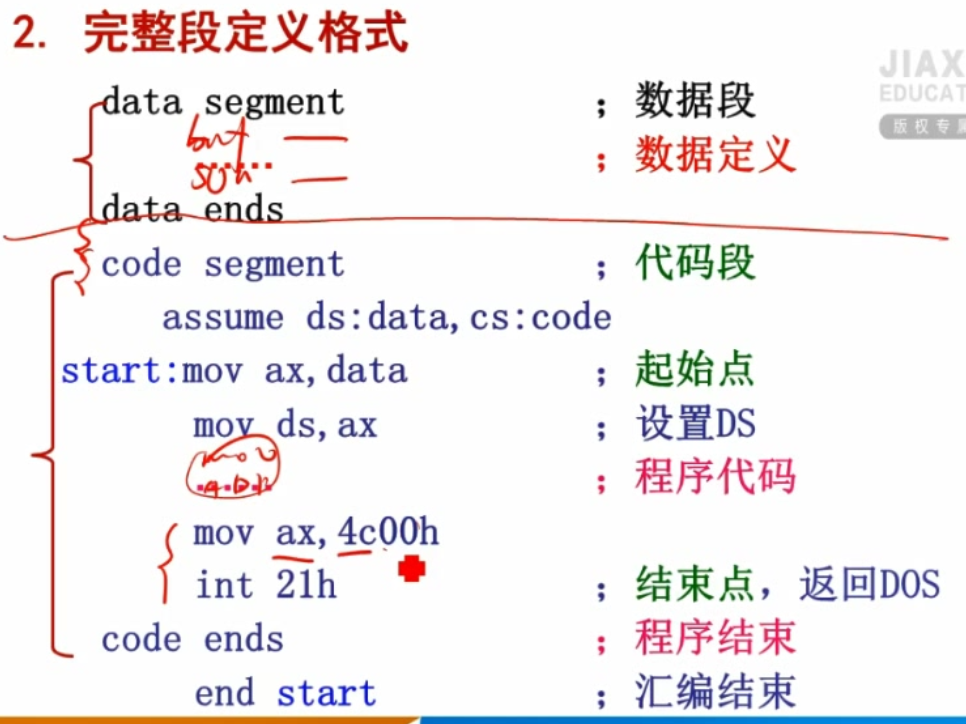 2. 完整段定义格式
JIAX
EDUCAT
版权专属
data segment ；数据段
buf
...... ；数据定义
50h
data ends
code segment ；代码段
assume ds:data,cs:code
start:mov ax,data ；起始点
mov ds,ax ；设置DS
mov
...... ；程序代码
mov ax,4c00h
int 21h ；结束点，返回DOS
code ends ；程序结束
end start ；汇编结束